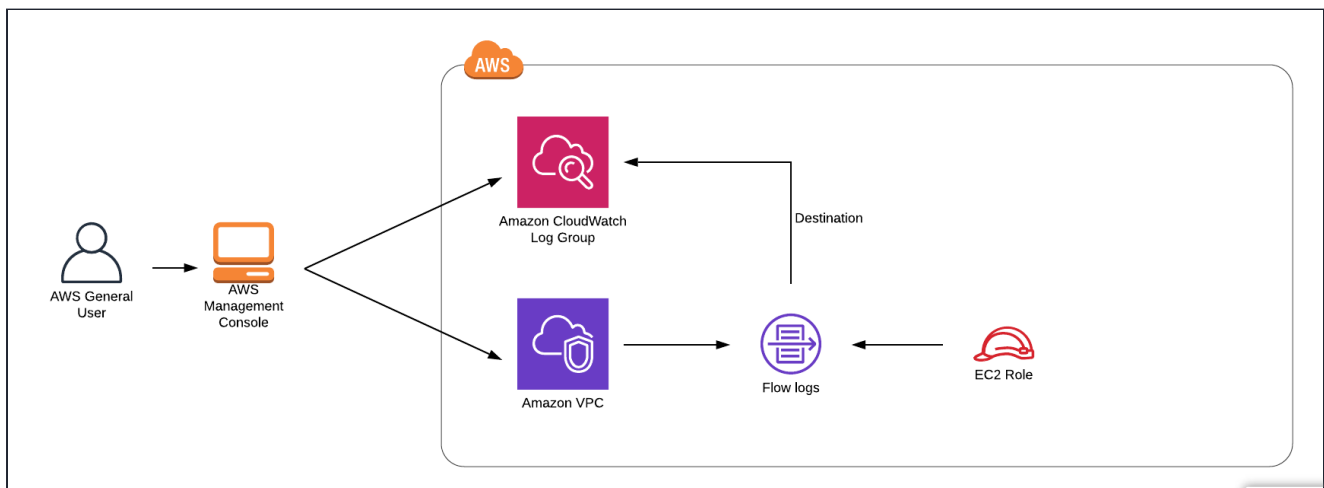 AWS
Amazon CloudWatch
Log Group
Destination
AWS General
User
AWS
Management
Console
Amazon VPC
Flow logs
EC2 Role